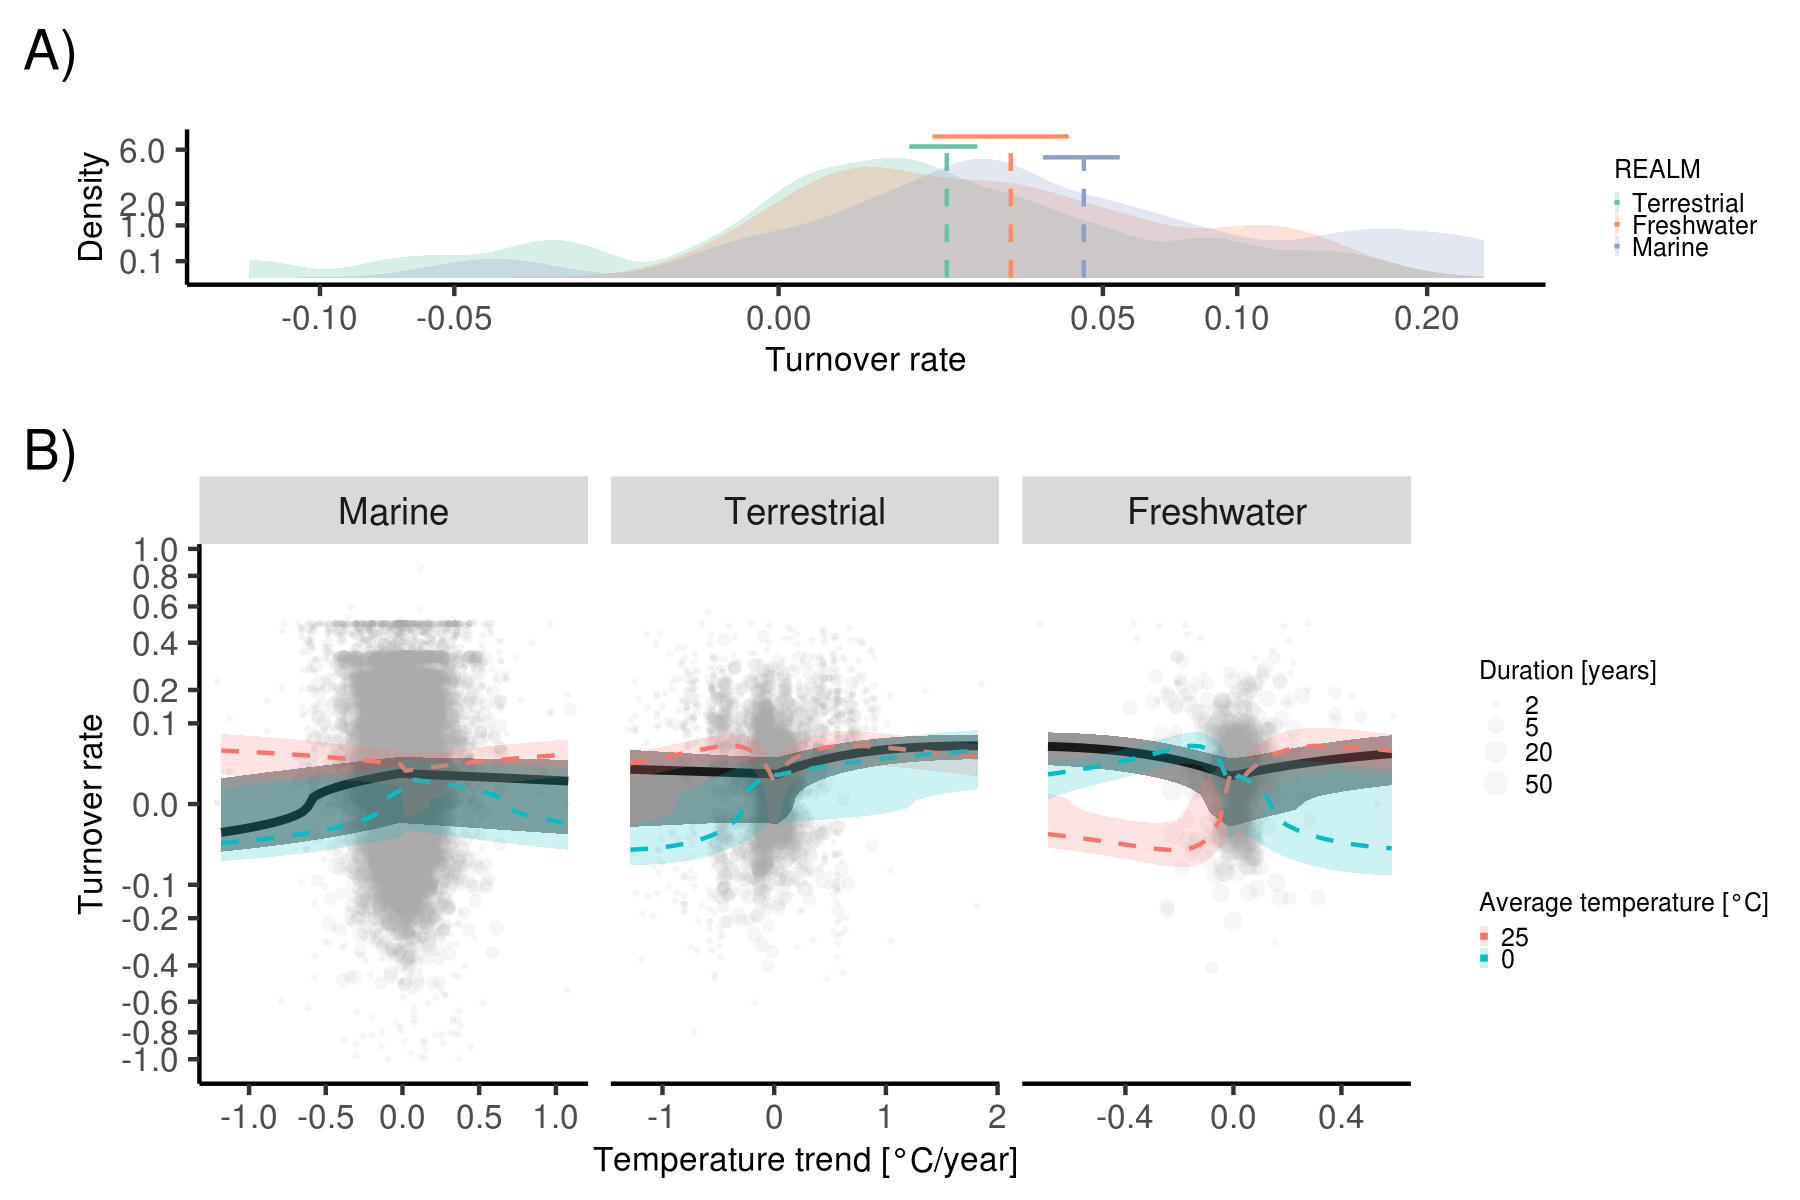 A)
Density
6.0
2.0
1.0
0.1
-0.10 -0.05 0.00 0.05 0.10 0.20
Turnover rate
REALM
Terrestrial
Freshwater
Marine
B)
Marine Terrestrial Freshwater
Turnover rate
1.0
0.8
0.6
0.4
0.2
0.1
0.0
-0.1
-0.2
-0.4
-0.6
-0.8
-1.0
-1.0 -0.5 0.0 0.5 1.0 -1 0 1 2 -0.4 0.0 0.4
Temperature trend [°C/year]
Duration [years]
2
5
20
50
Average temperature [°C]
25
0